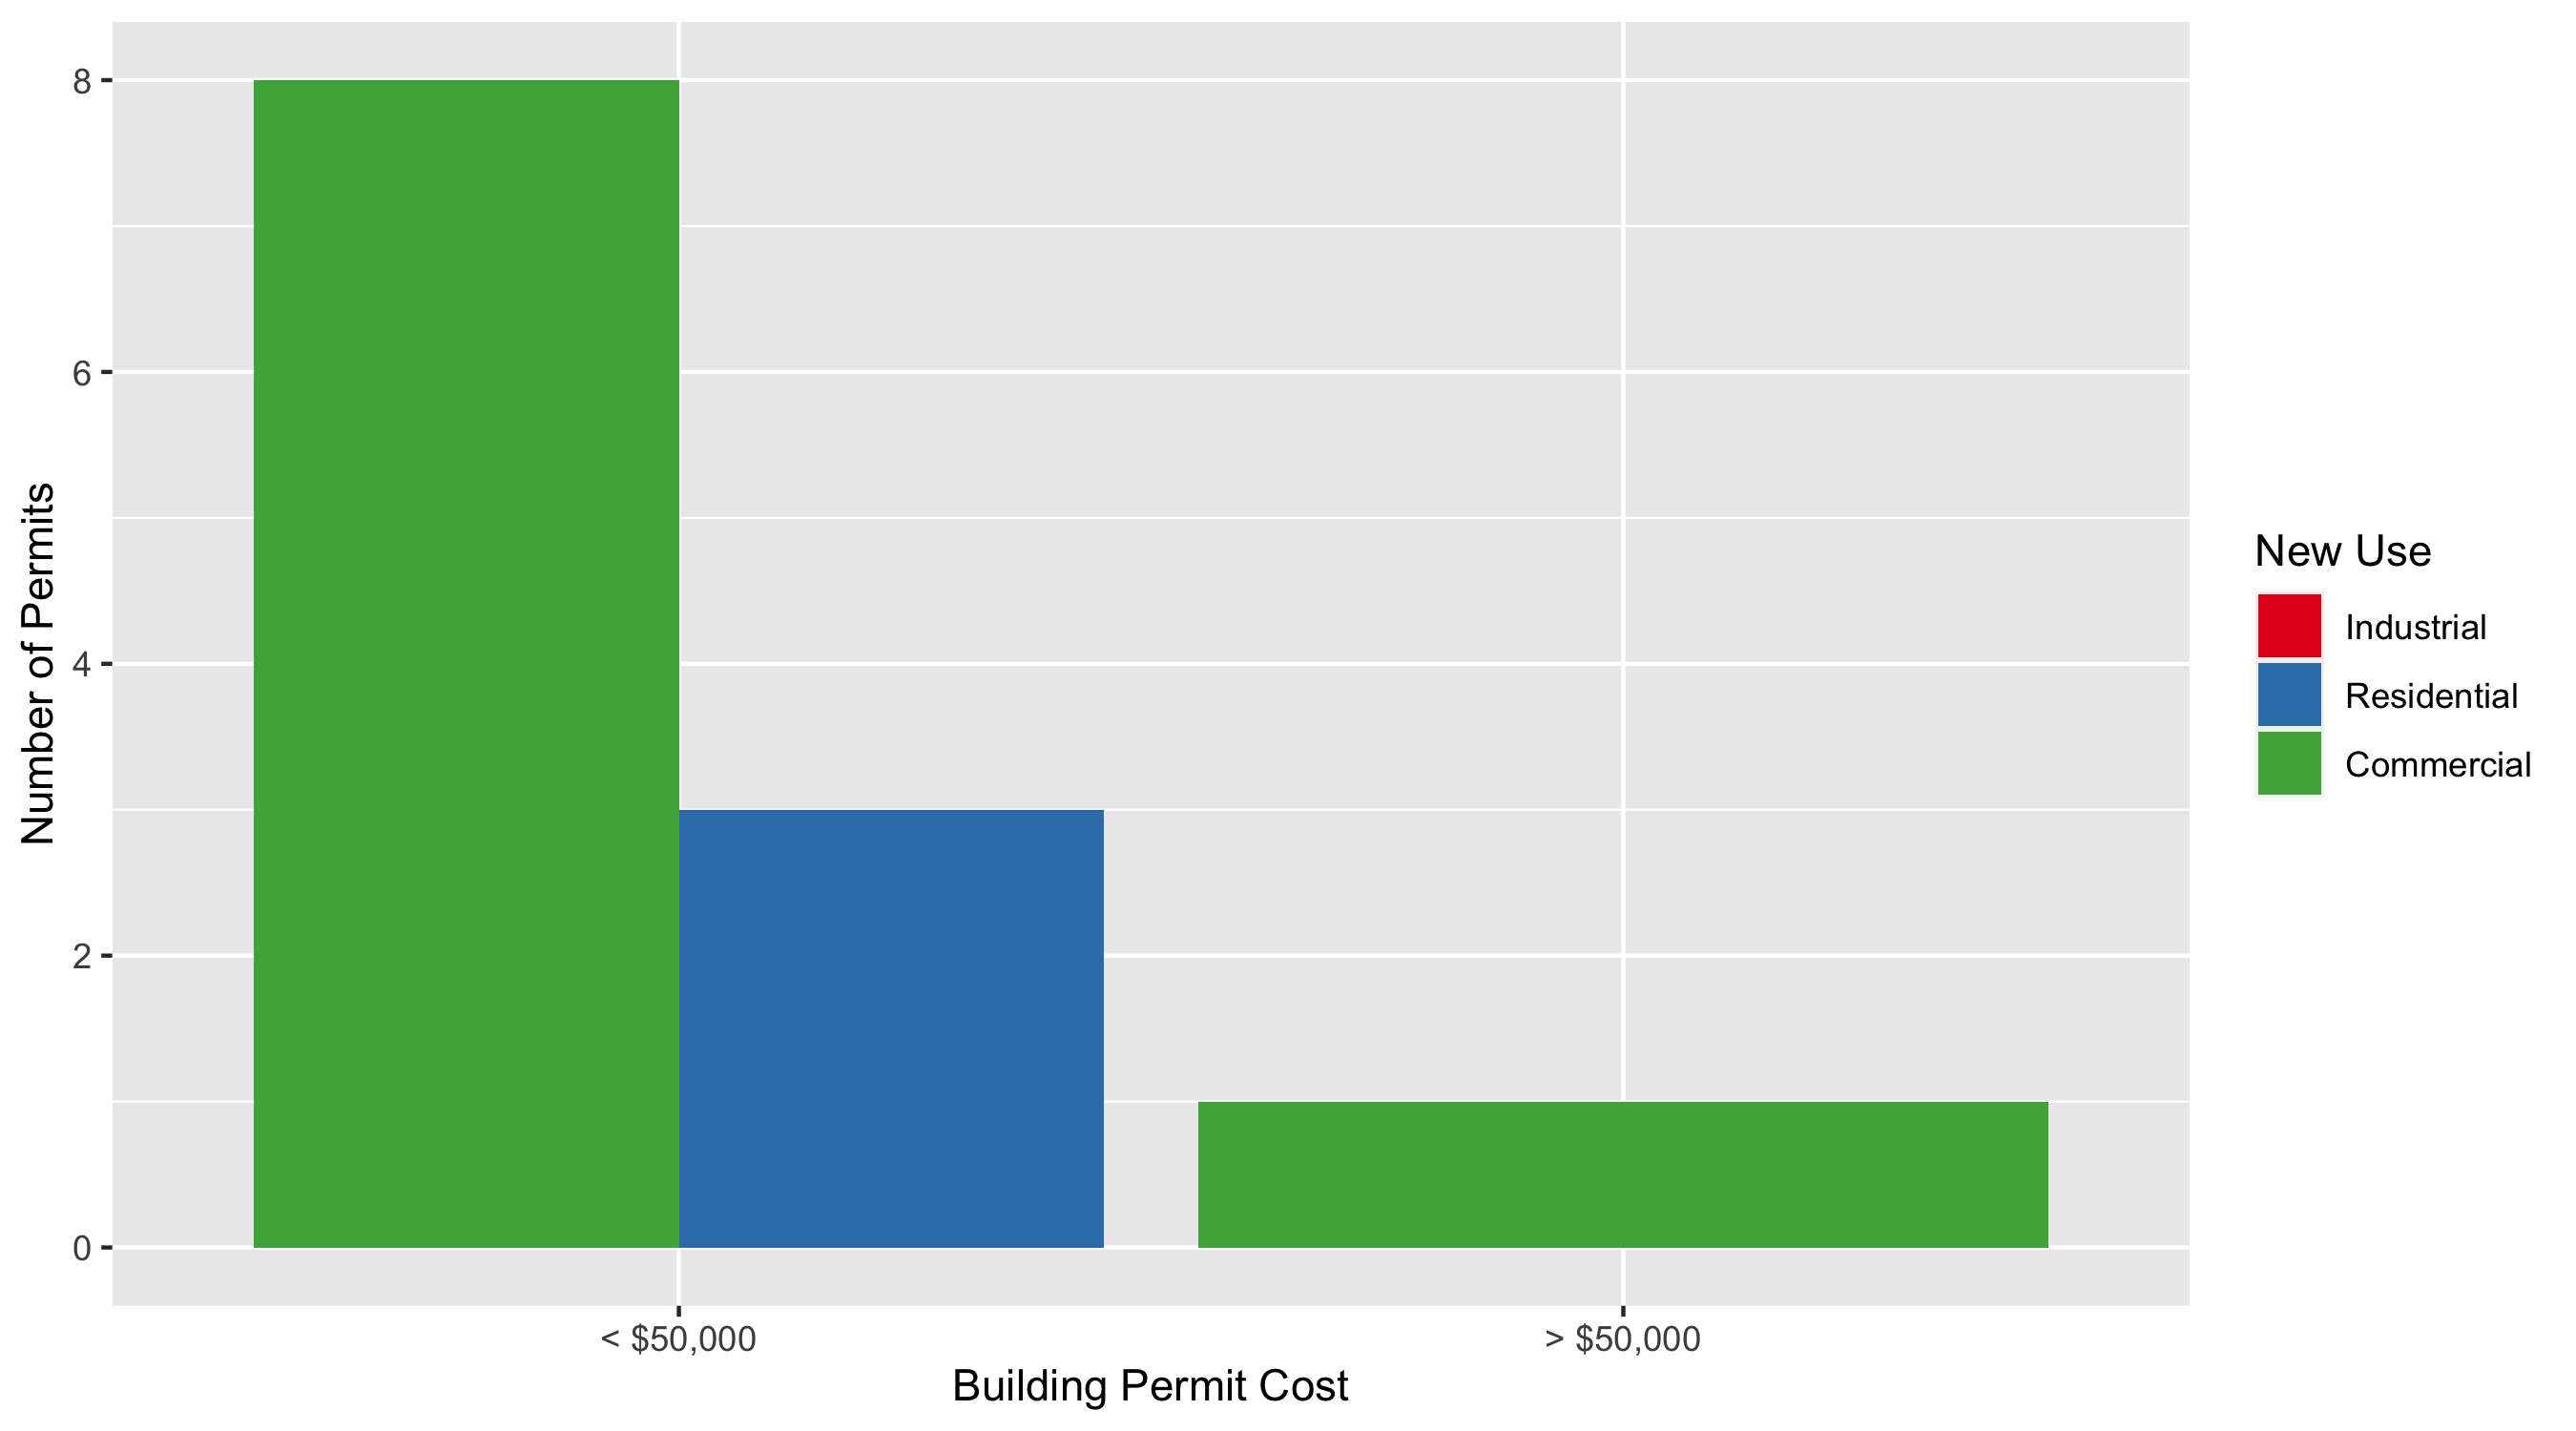 8
6
4
2
0
Number of Permits
< $50,000
> $50,000
Building Permit Cost
New Use
Industrial
Residential
Commercial